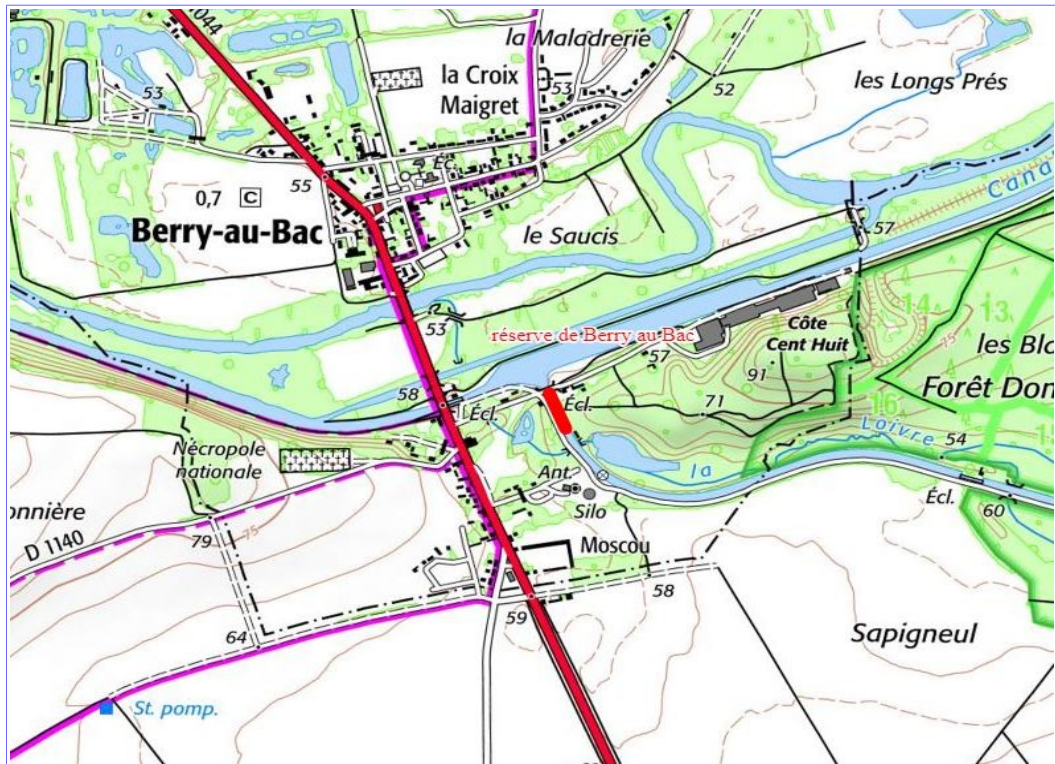 1044
la Maladrerie
la Croix
Maigret
53
52
les Longs Prés
53
Éc.
55
0,7 C
Berry-au-Bac
le Saucis
57
Cana
53
réserve de Berry au Bac
57
Côte
Cent Huit
14
13
75
les Blo
91
Forêt Dom
58
Écl.
Écl.
71
16
Loivre
54
la
Nécropole
nationale
Ant.
Silo
Écl.
60
onnière
D 1140
79
75
Moscou
58
59
64
Sapigneul
St. pomp.